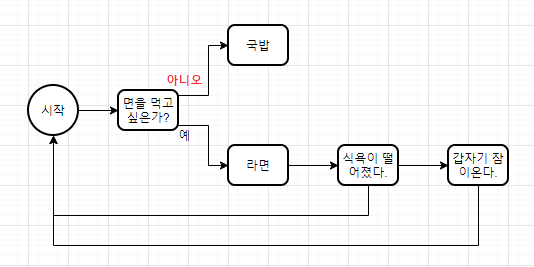 국밥
아니오
시작
면을 먹고
싶은가?
예
라면
식욕이 떨
어졌다.
갑자기 잠
이온다.